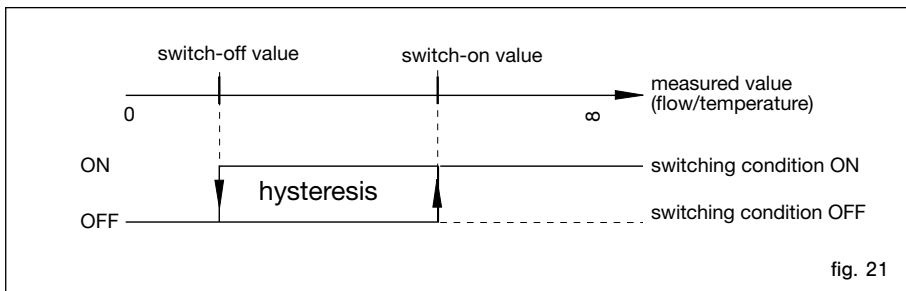 switch-off value
switch-on value
measured value
(flow/temperature)
0
∞
ON
switching condition ON
hysteresis
OFF
switching condition OFF
fig. 21